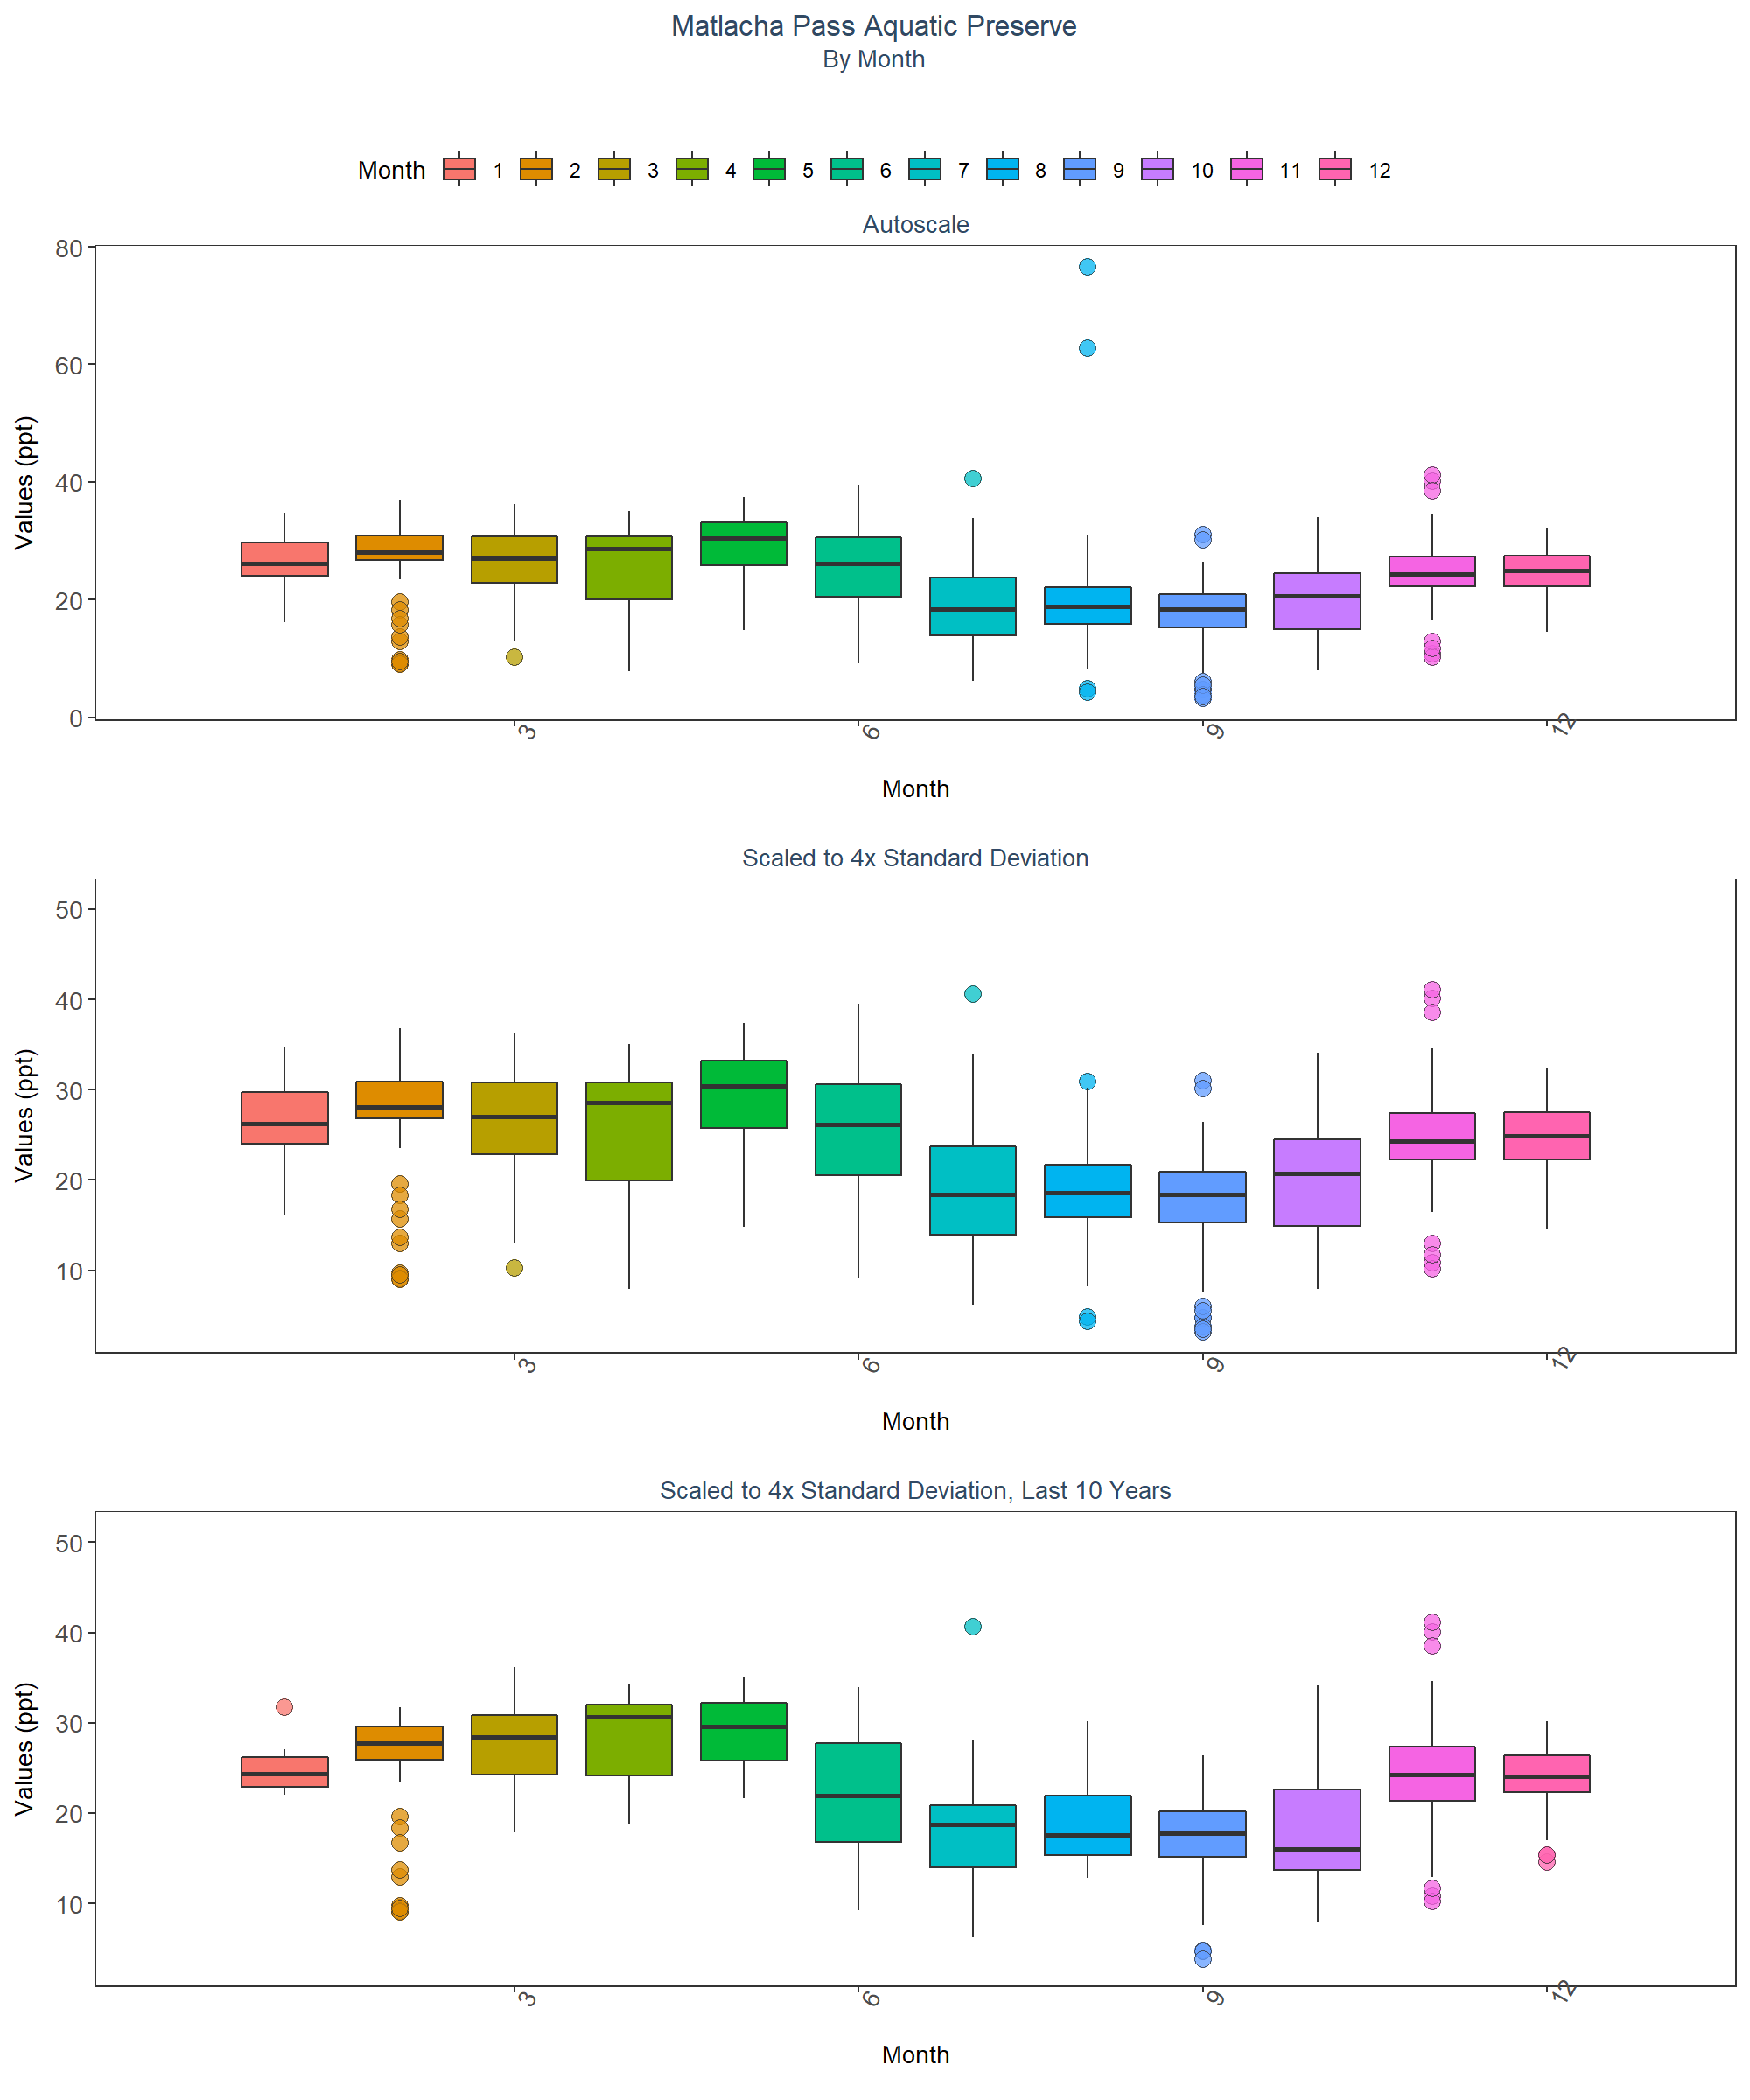 Matlacha Pass Aquatic Preserve
By Month
Month 1 2 3 4 5 6 7 8 9 10 11 12
Autoscale
Values (ppt)
80
60
40
20
0
3 6 9 12
Month
Scaled to 4x Standard Deviation
Values (ppt)
50
40
30
20
10
3 6 9 12
Month
Scaled to 4x Standard Deviation, Last 10 Years
Values (ppt)
50
40
30
20
10
3 6 9 12
Month